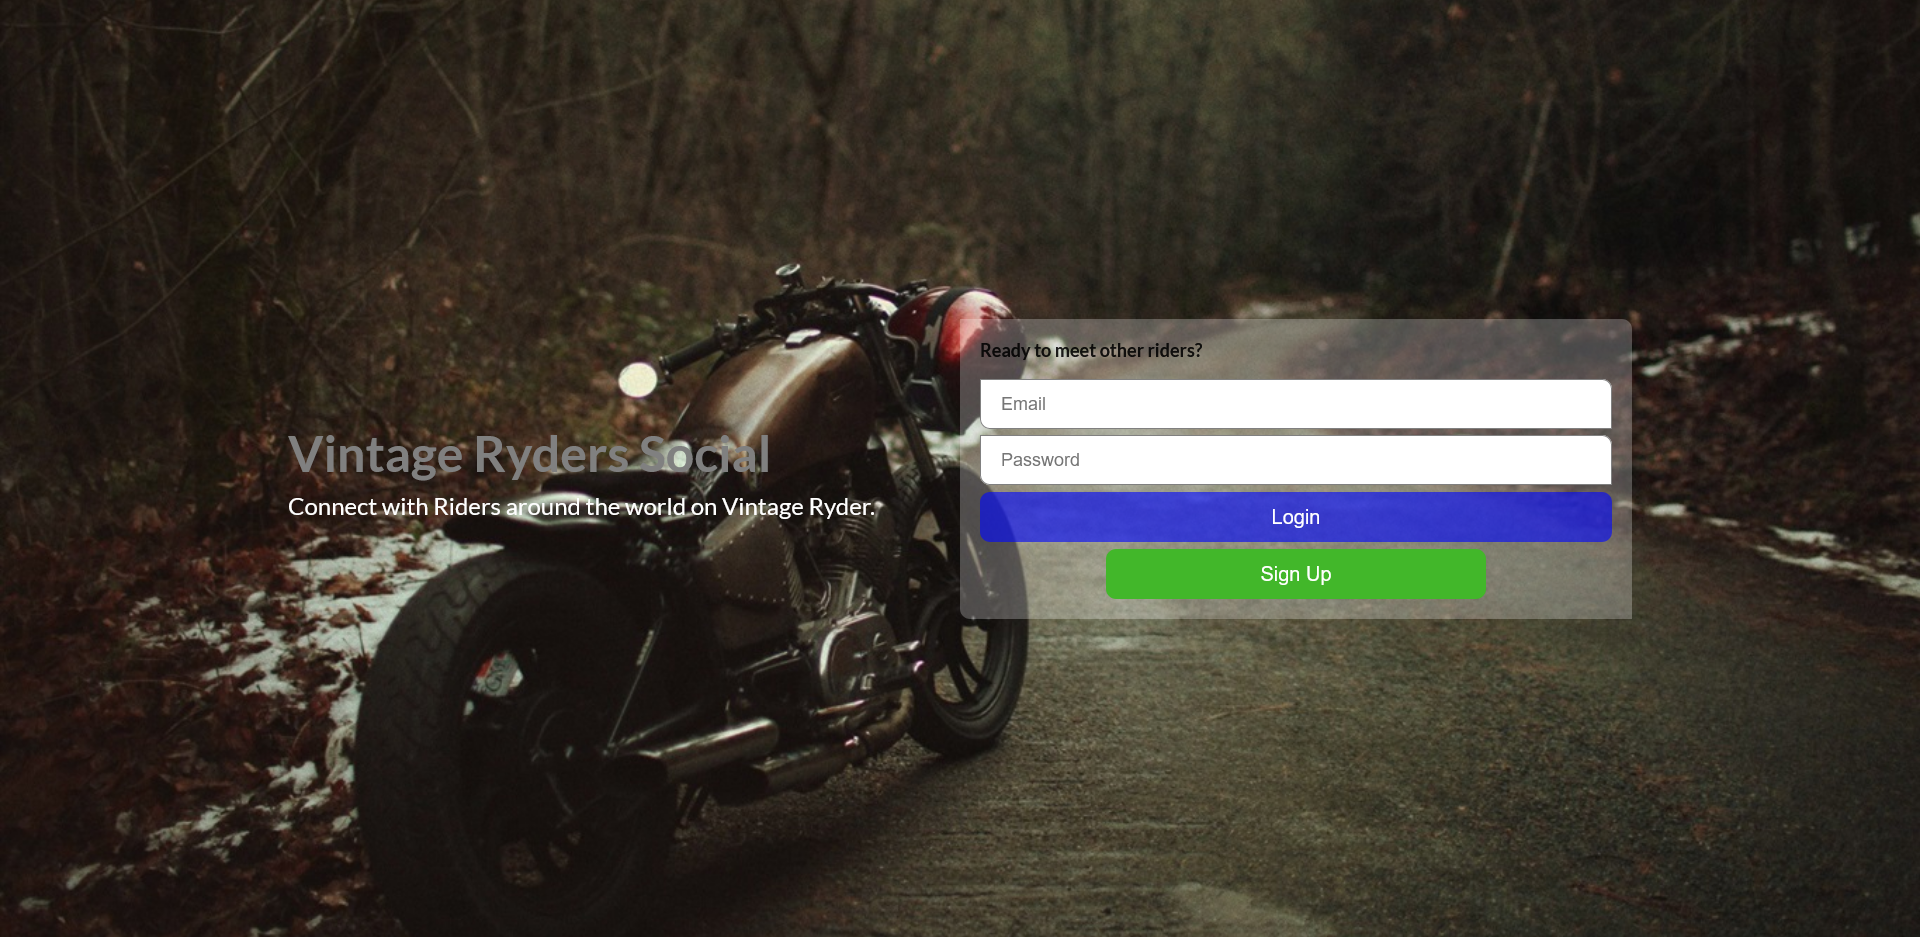 Vintage Ryders Social
Connect with Riders around the world on Vintage Ryder.
Ready to meet other riders?
Email
Password
Login
Sign Up